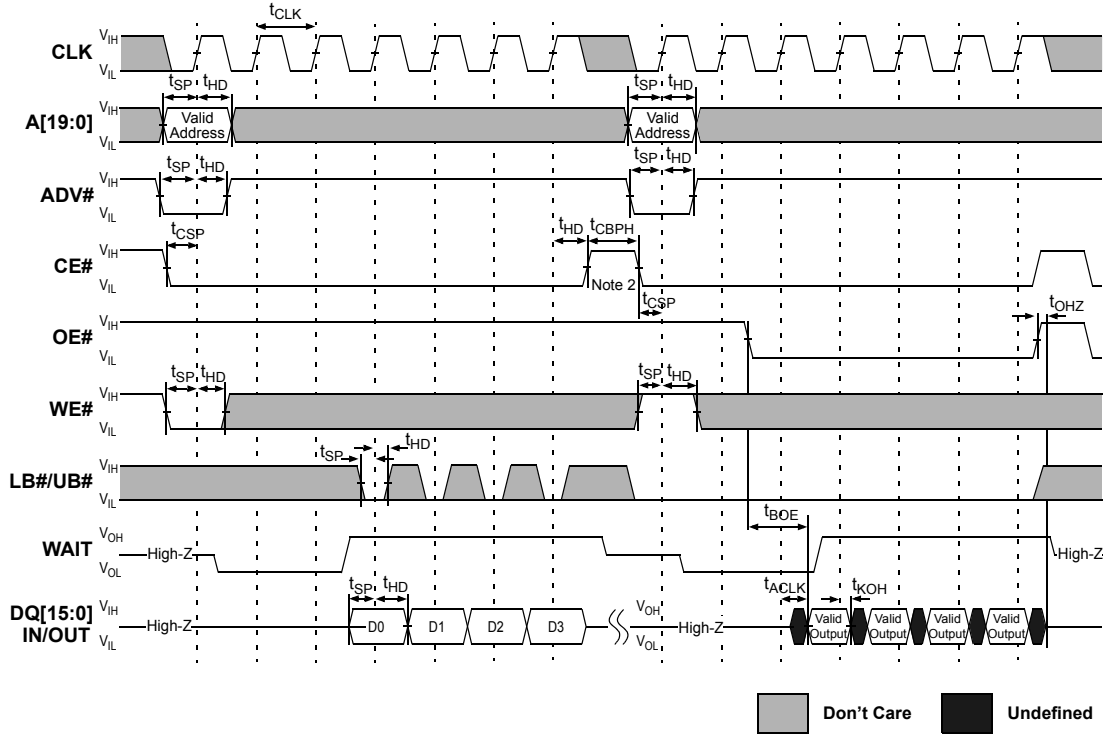 tCLK
CLK VIH
VIL
tSP tHD tSP tHD
A[19:0] VIH
VIL
Valid Address Valid Address
tSP tHD tSP tHD
ADV# VIH
VIL
tCSP tHD tCBPH
CE# VIH
VIL
Note 2
tCSP
OE# VIH
VIL
tOHZ
tSP tHD tSP tHD
WE# VIH
VIL
tSP tHD
LB#/UB# VIH
VIL
tBOE
WAIT VOH
VOL
High-Z High-Z
tSP tHD tACLK tKOH
DQ[15:0] IN/OUT VIH
VIL
High-Z D0 D1 D2 D3 VOH
VOL
High-Z Valid Output Valid Output Valid Output Valid Output
Don't Care Undefined